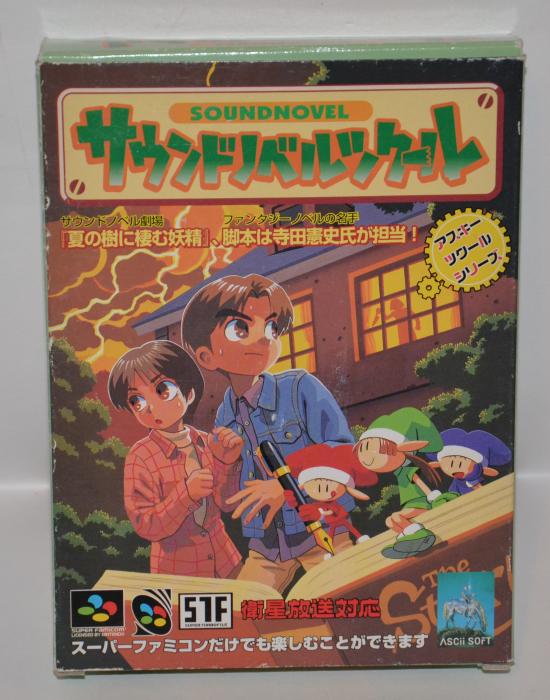 SOUNDNOVEL
サウンドノベルツクール
サウンドノベル劇場
ファンタジーノベルの名手
『夏の樹に棲む妖精』、脚本は寺田憲史氏が担当！
アスキー
ツクール
シリーズ
The
SUPER Famicom
LICENSED BY NINTENDO
STF
SUPER TURBO FILE
衛星放送対応
ASCII SOFT
スーパーファミコンだけでも楽しむことができます